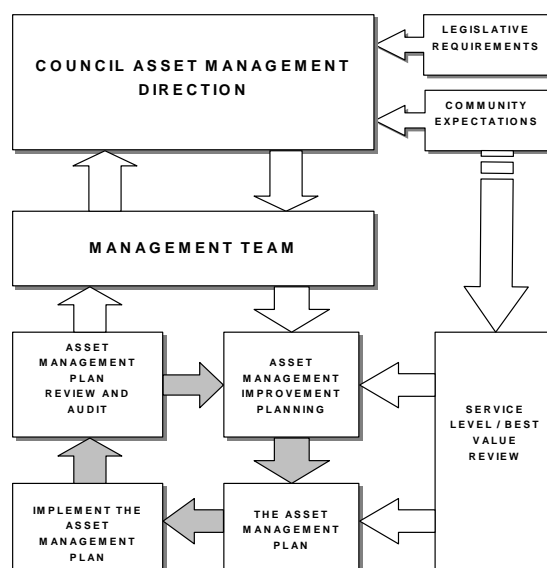 LEGISLATIVE
REQUIREMENTS
COUNCIL ASSET MANAGEMENT
DIRECTION
COMMUNITY
EXPECTATIONS
MANAGEMENT TEAM
ASSET
MANAGEMENT
PLAN
REVIEW AND
AUDIT
ASSET
MANAGEMENT
IMPROVEMENT
PLANNING
SERVICE
LEVEL / BEST
VALUE
REVIEW
IMPLEMENT THE
ASSET
MANAGEMENT
PLAN
THE ASSET
MANAGEMENT
PLAN